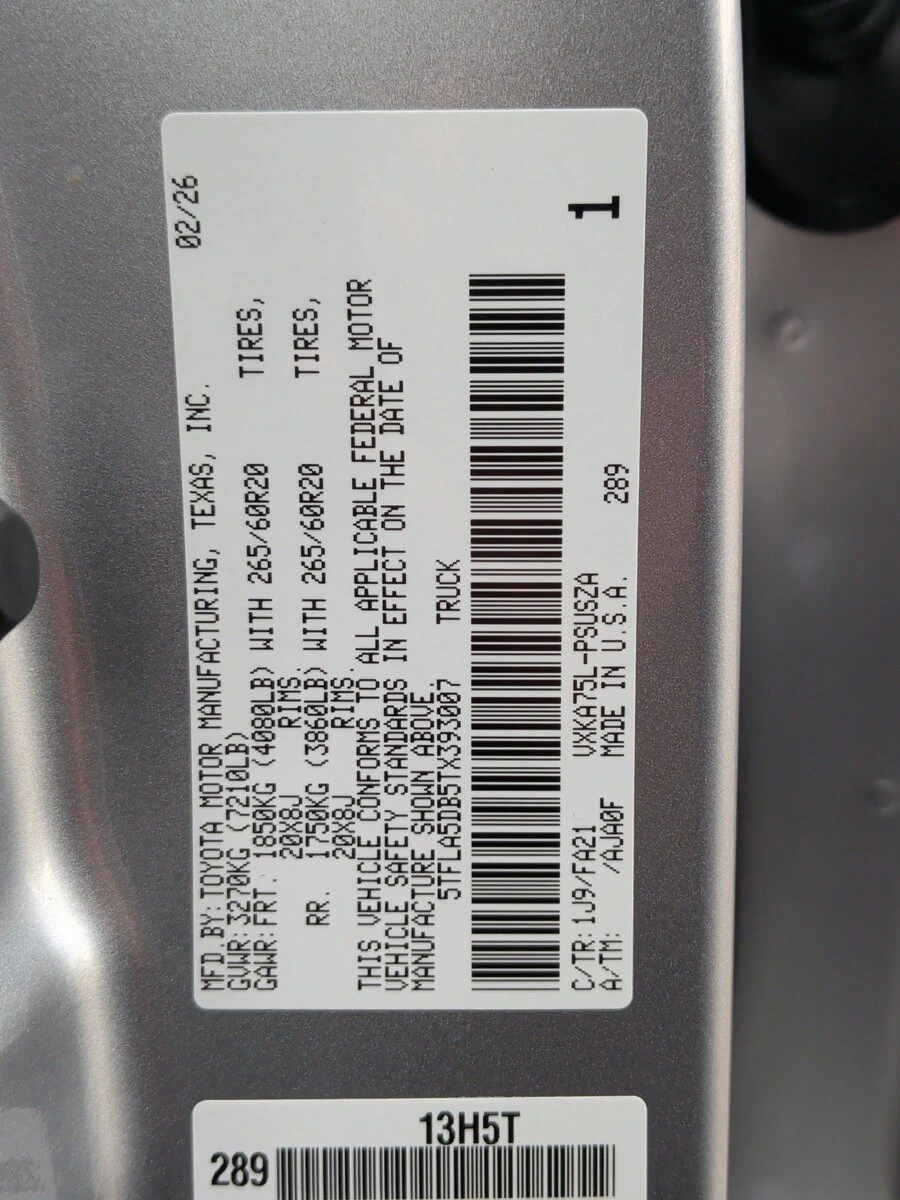 MFD.BY:TOYOTA MOTOR MANUFACTURING, TEXAS, INC. 02/26
GVWR:3270KG (7210LB)
GAWR:FRT. 1850KG (4080LB) WITH 265/60R20 TIRES,
20X8J RIMS.
RR. 1750KG (3860LB) WITH 265/60R20 TIRES,
20X8J RIMS.
THIS VEHICLE CONFORMS TO ALL APPLICABLE FEDERAL MOTOR
VEHICLE SAFETY STANDARDS IN EFFECT ON THE DATE OF
MANUFACTURE SHOWN ABOVE.
5TFLA5DB5TX393007 TRUCK
C/TR:1J9/FA21 VXKA75L-PSUSZA 1
A/TM: /AJA0F MADE IN U.S.A. 289
13H5T
289